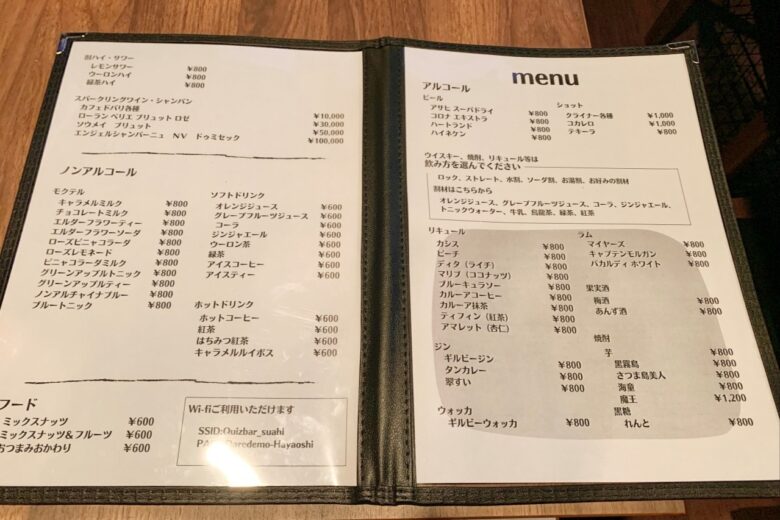 酎ハイ・サワー
レモンサワー ¥800
ウーロンハイ ¥800
緑茶ハイ ¥800
スパークリングワイン・シャンパン
カフェドパリ各種 ¥10,000
ローラン ペリエ ブリュット ロゼ ¥30,000
ソウメイ ブリュット ¥50,000
エンジェルシャンパーニュ NV ドゥミセック ¥100,000
ノンアルコール
モクテル
キャラメルミルク ¥800
チョコレートミルク ¥800
エルダーフラワーティー ¥800
エルダーフラワーソーダ ¥800
ローズピニャコラーダ ¥800
ローズレモネード ¥800
ピニャコラーダミルク ¥800
グリーンアップルトニック ¥800
グリーンアップルティー ¥800
ノンアルチャイナブルー ¥800
ブルートニック ¥800
ソフトドリンク
オレンジジュース ¥600
グレープフルーツジュース ¥600
コーラ ¥600
ジンジャエール ¥600
ウーロン茶 ¥600
緑茶 ¥600
アイスコーヒー ¥600
アイスティー ¥600
ホットドリンク
ホットコーヒー ¥600
紅茶 ¥600
はちみつ紅茶 ¥600
キャラメルルイボス ¥600
フード
ミックスナッツ ¥600
ミックスナッツ&フルーツ ¥600
おつまみおかわり ¥600
Wi-fiご利用いただけます
SSID:Quizbar_suahi
Daredemo-Hayaoshi
menu
アルコール
ビール
アサヒ スーパドライ ¥800
コロナ エキストラ ¥800
ハートランド ¥800
ハイネケン ¥800
ショット
クライナー各種 ¥1,000
コカレロ ¥1,000
テキーラ ¥800
ウイスキー、焼酎、リキュール等は
飲み方を選んでください
ロック、ストレート、水割、ソーダ割、お湯割、お好みの割材
割材はこちらから
オレンジジュース、グレープフルーツジュース、コーラ、ジンジャエール、
トニックウォーター、牛乳、烏龍茶、緑茶、紅茶
リキュール
カシス ¥800
ピーチ ¥800
ディタ (ライチ) ¥800
マリブ (ココナッツ) ¥800
ブルーキュラソー ¥800
カルーアコーヒー ¥800
カルーア抹茶 ¥800
ティフィン (紅茶) ¥800
アマレット (杏仁) ¥800
ジン
ギルビージン ¥800
タンカレー ¥800
翠すい ¥800
ウォッカ
ギルビーウォッカ ¥800
ラム
マイヤーズ ¥800
キャプテンモルガン ¥800
バカルディ ホワイト ¥800
果実酒
梅酒 ¥800
あんず酒 ¥800
焼酎
芋 ¥800
黒霧島 ¥800
さつま島美人 ¥800
海童 ¥800
魔王 ¥1,200
黒糖
れんと ¥800